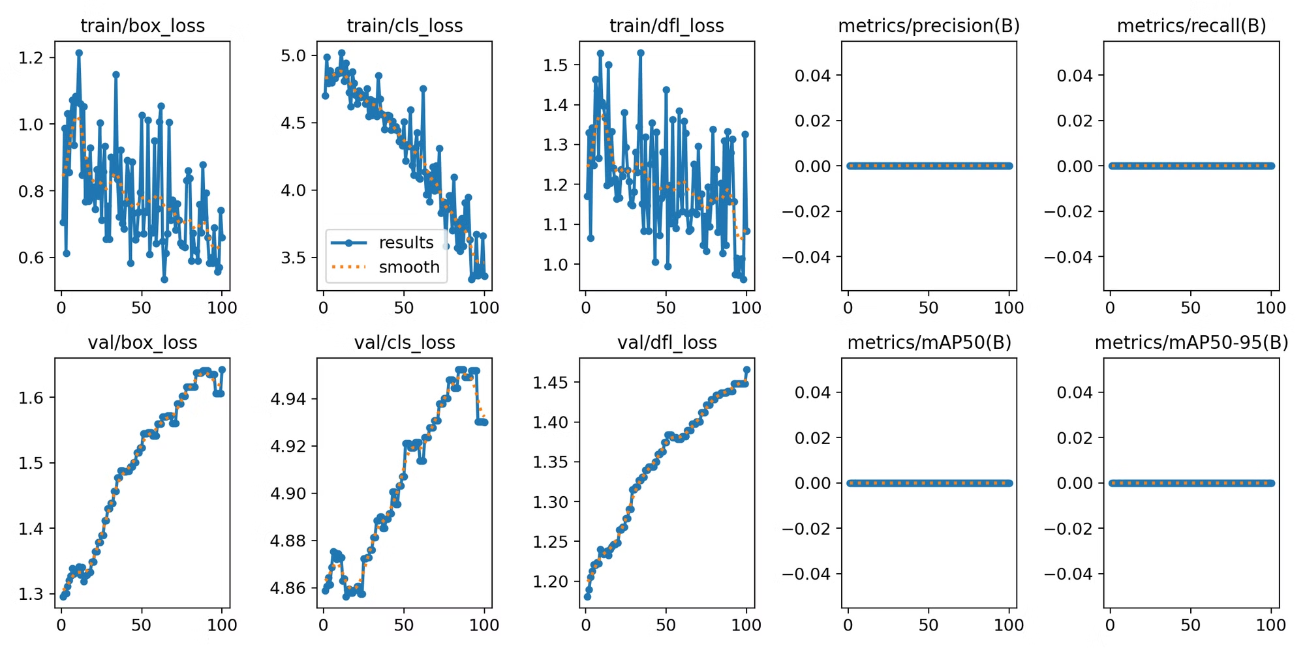 train/box_loss
1.2
1.0
0.8
0.6
0 50 100
train/cls_loss
5.0
4.5
4.0
3.5
results
smooth
0 50 100
train/dfl_loss
1.5
1.4
1.3
1.2
1.1
1.0
0 50 100
metrics/precision(B)
0.04
0.02
0.00
−0.02
−0.04
0 50 100
metrics/recall(B)
0.04
0.02
0.00
−0.02
−0.04
0 50 100
val/box_loss
1.6
1.5
1.4
1.3
0 50 100
val/cls_loss
4.94
4.92
4.90
4.88
4.86
0 50 100
val/dfl_loss
1.45
1.40
1.35
1.30
1.25
1.20
0 50 100
metrics/mAP50(B)
0.04
0.02
0.00
−0.02
−0.04
0 50 100
metrics/mAP50-95(B)
0.04
0.02
0.00
−0.02
−0.04
0 50 100